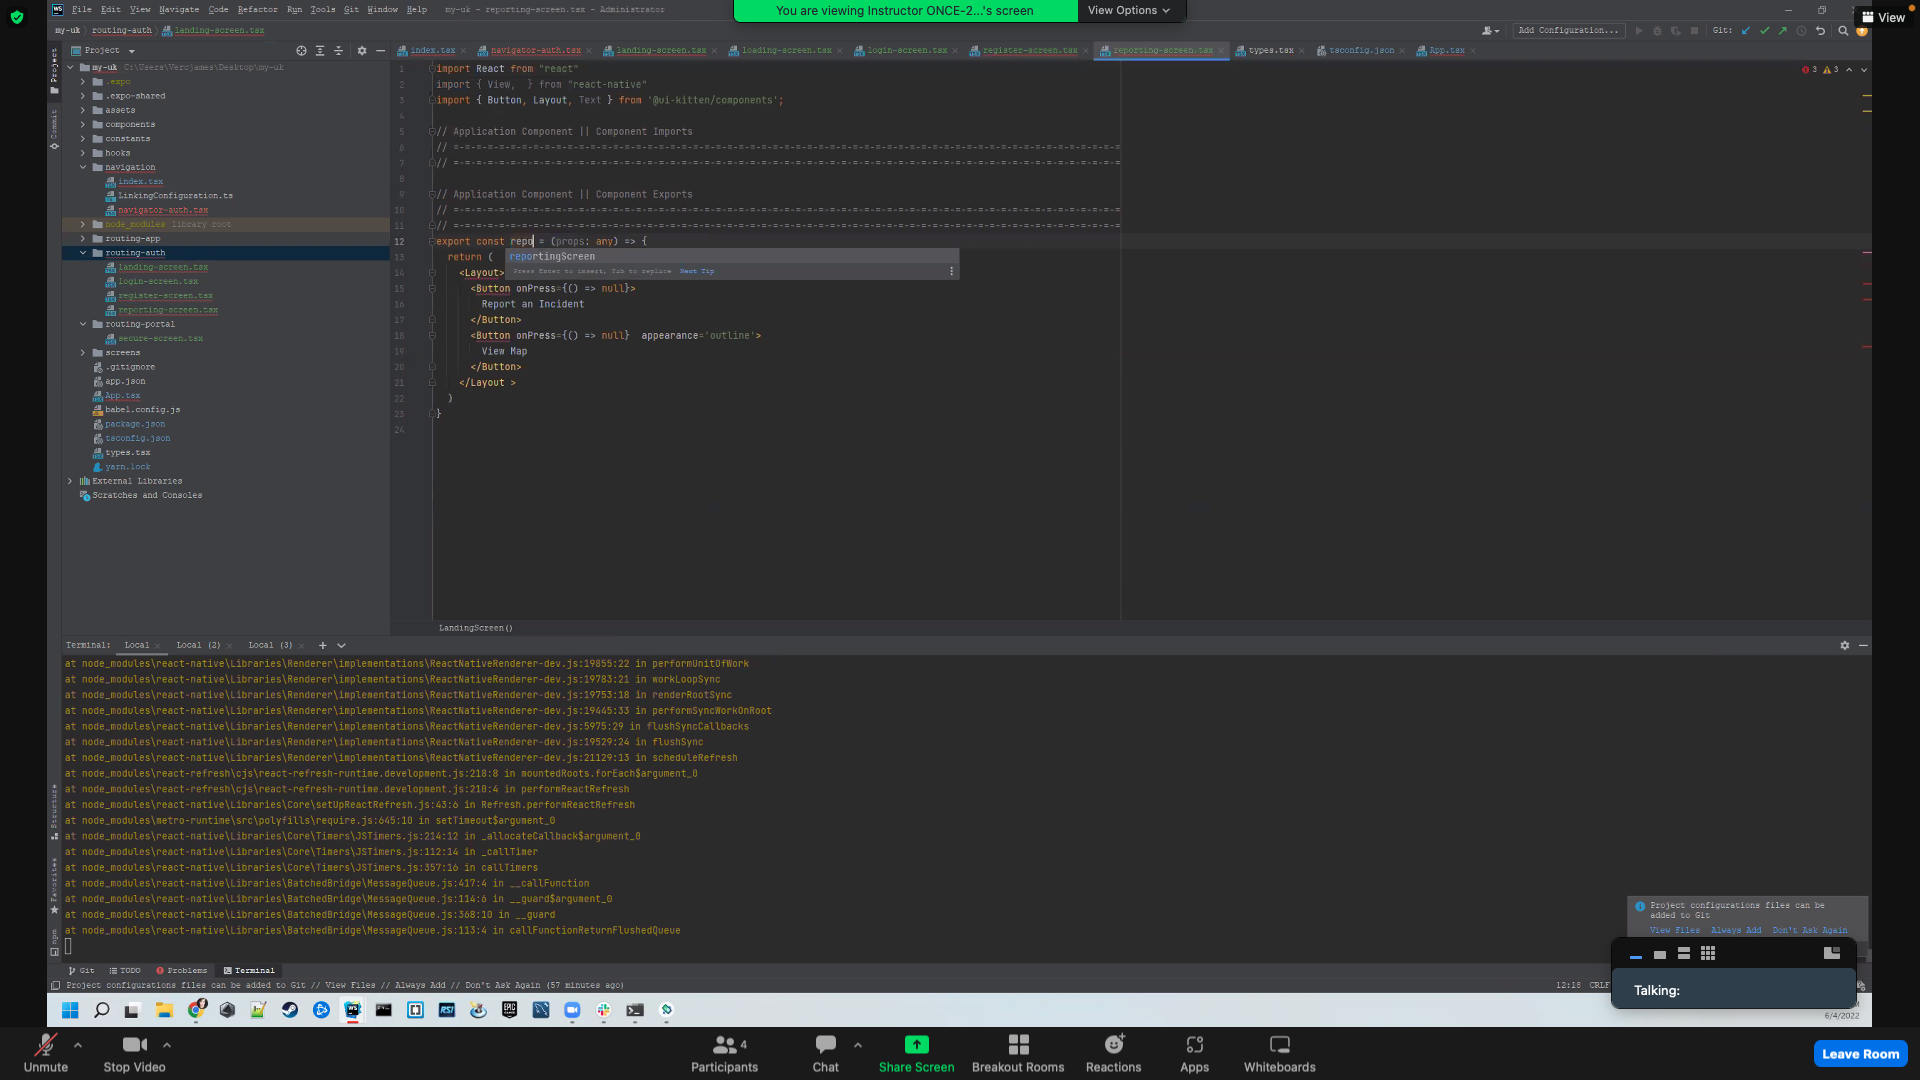 You are viewing Instructor ONCE-2...'s screen
View Options
View
File Edit View Navigate Code Refactor Run Tools Git Window Help my-uk - reporting-screen.tsx - Administrator
my-uk routing-auth landing-screen.tsx
Add Configuration... Git:
Project
index.tsx navigator-auth.tsx landing-screen.tsx loading-screen.tsx login-screen.tsx register-screen.tsx reporting-screen.tsx types.tsx tsconfig.json App.tsx
my-uk C:\Users\Vercjames\Desktop\my-uk
.expo
.expo-shared
assets
components
constants
hooks
navigation
index.tsx
LinkingConfiguration.ts
navigator-auth.tsx
node_modules library root
routing-app
routing-auth
landing-screen.tsx
login-screen.tsx
register-screen.tsx
reporting-screen.tsx
routing-portal
secure-screen.tsx
screens
.gitignore
app.json
App.tsx
babel.config.js
package.json
tsconfig.json
types.tsx
yarn.lock
External Libraries
Scratches and Consoles
Project
Commit
Structure
Favorites
npm
3 3
1 import React from "react"
2 import { View, } from "react-native"
3 import { Button, Layout, Text } from '@ui-kitten/components';
4
5 // Application Component || Component Imports
6 // =-=-=-=-=-=-=-=-=-=-=-=-=-=-=-=-=-=-=-=-=-=-=-=-=-=-=-=-=-=-=-=-=-=-=-=-=-=-=-=-=-=-=-=-=-=-=-=-=-=-=-=-=-=-=-=-=-=-=
7 // =-=-=-=-=-=-=-=-=-=-=-=-=-=-=-=-=-=-=-=-=-=-=-=-=-=-=-=-=-=-=-=-=-=-=-=-=-=-=-=-=-=-=-=-=-=-=-=-=-=-=-=-=-=-=-=-=-=-=
8
9 // Application Component || Component Exports
10 // =-=-=-=-=-=-=-=-=-=-=-=-=-=-=-=-=-=-=-=-=-=-=-=-=-=-=-=-=-=-=-=-=-=-=-=-=-=-=-=-=-=-=-=-=-=-=-=-=-=-=-=-=-=-=-=-=-=-=
11 // =-=-=-=-=-=-=-=-=-=-=-=-=-=-=-=-=-=-=-=-=-=-=-=-=-=-=-=-=-=-=-=-=-=-=-=-=-=-=-=-=-=-=-=-=-=-=-=-=-=-=-=-=-=-=-=-=-=-=
12 export const repo = (props: any) => {
13 return ( reportingScreen
14 <Layout> Press Enter to insert, Tab to replace Next Tip
15 <Button onPress={() => null}>
16 Report an Incident
17 </Button>
18 <Button onPress={() => null} appearance='outline'>
19 View Map
20 </Button>
21 </Layout >
22 )
23 }
24
LandingScreen()
Terminal: Local Local (2) Local (3)
at node_modules\react-native\Libraries\Renderer\implementations\ReactNativeRenderer-dev.js:19855:22 in performUnitOfWork
at node_modules\react-native\Libraries\Renderer\implementations\ReactNativeRenderer-dev.js:19783:21 in workLoopSync
at node_modules\react-native\Libraries\Renderer\implementations\ReactNativeRenderer-dev.js:19753:18 in renderRootSync
at node_modules\react-native\Libraries\Renderer\implementations\ReactNativeRenderer-dev.js:19445:33 in performSyncWorkOnRoot
at node_modules\react-native\Libraries\Renderer\implementations\ReactNativeRenderer-dev.js:5975:29 in flushSyncCallbacks
at node_modules\react-native\Libraries\Renderer\implementations\ReactNativeRenderer-dev.js:19529:24 in flushSync
at node_modules\react-native\Libraries\Renderer\implementations\ReactNativeRenderer-dev.js:21129:13 in scheduleRefresh
at node_modules\react-refresh\cjs\react-refresh-runtime.development.js:218:8 in mountedRoots.forEach$argument_0
at node_modules\react-refresh\cjs\react-refresh-runtime.development.js:210:4 in performReactRefresh
at node_modules\react-native\Libraries\Core\setUpReactRefresh.js:43:6 in Refresh.performReactRefresh
at node_modules\metro-runtime\src\polyfills\require.js:645:10 in setTimeout$argument_0
at node_modules\react-native\Libraries\Core\Timers\JSTimers.js:214:12 in _allocateCallback$argument_0
at node_modules\react-native\Libraries\Core\Timers\JSTimers.js:112:14 in _callTimer
at node_modules\react-native\Libraries\Core\Timers\JSTimers.js:357:16 in callTimers
at node_modules\react-native\Libraries\BatchedBridge\MessageQueue.js:417:4 in __callFunction
at node_modules\react-native\Libraries\BatchedBridge\MessageQueue.js:114:6 in __guard$argument_0
at node_modules\react-native\Libraries\BatchedBridge\MessageQueue.js:368:10 in __guard
at node_modules\react-native\Libraries\BatchedBridge\MessageQueue.js:113:4 in callFunctionReturnFlushedQueue
Project configurations files can be
added to Git
View Files Always Add Don't Ask Again
Talking:
Git TODO Problems Terminal
Project configurations files can be added to Git // View Files // Always Add // Don't Ask Again (57 minutes ago)
12:18 CRLF
6/4/2022
Unmute
Stop Video
4
Participants
Chat
Share Screen
Breakout Rooms
Reactions
Apps
Whiteboards
Leave Room